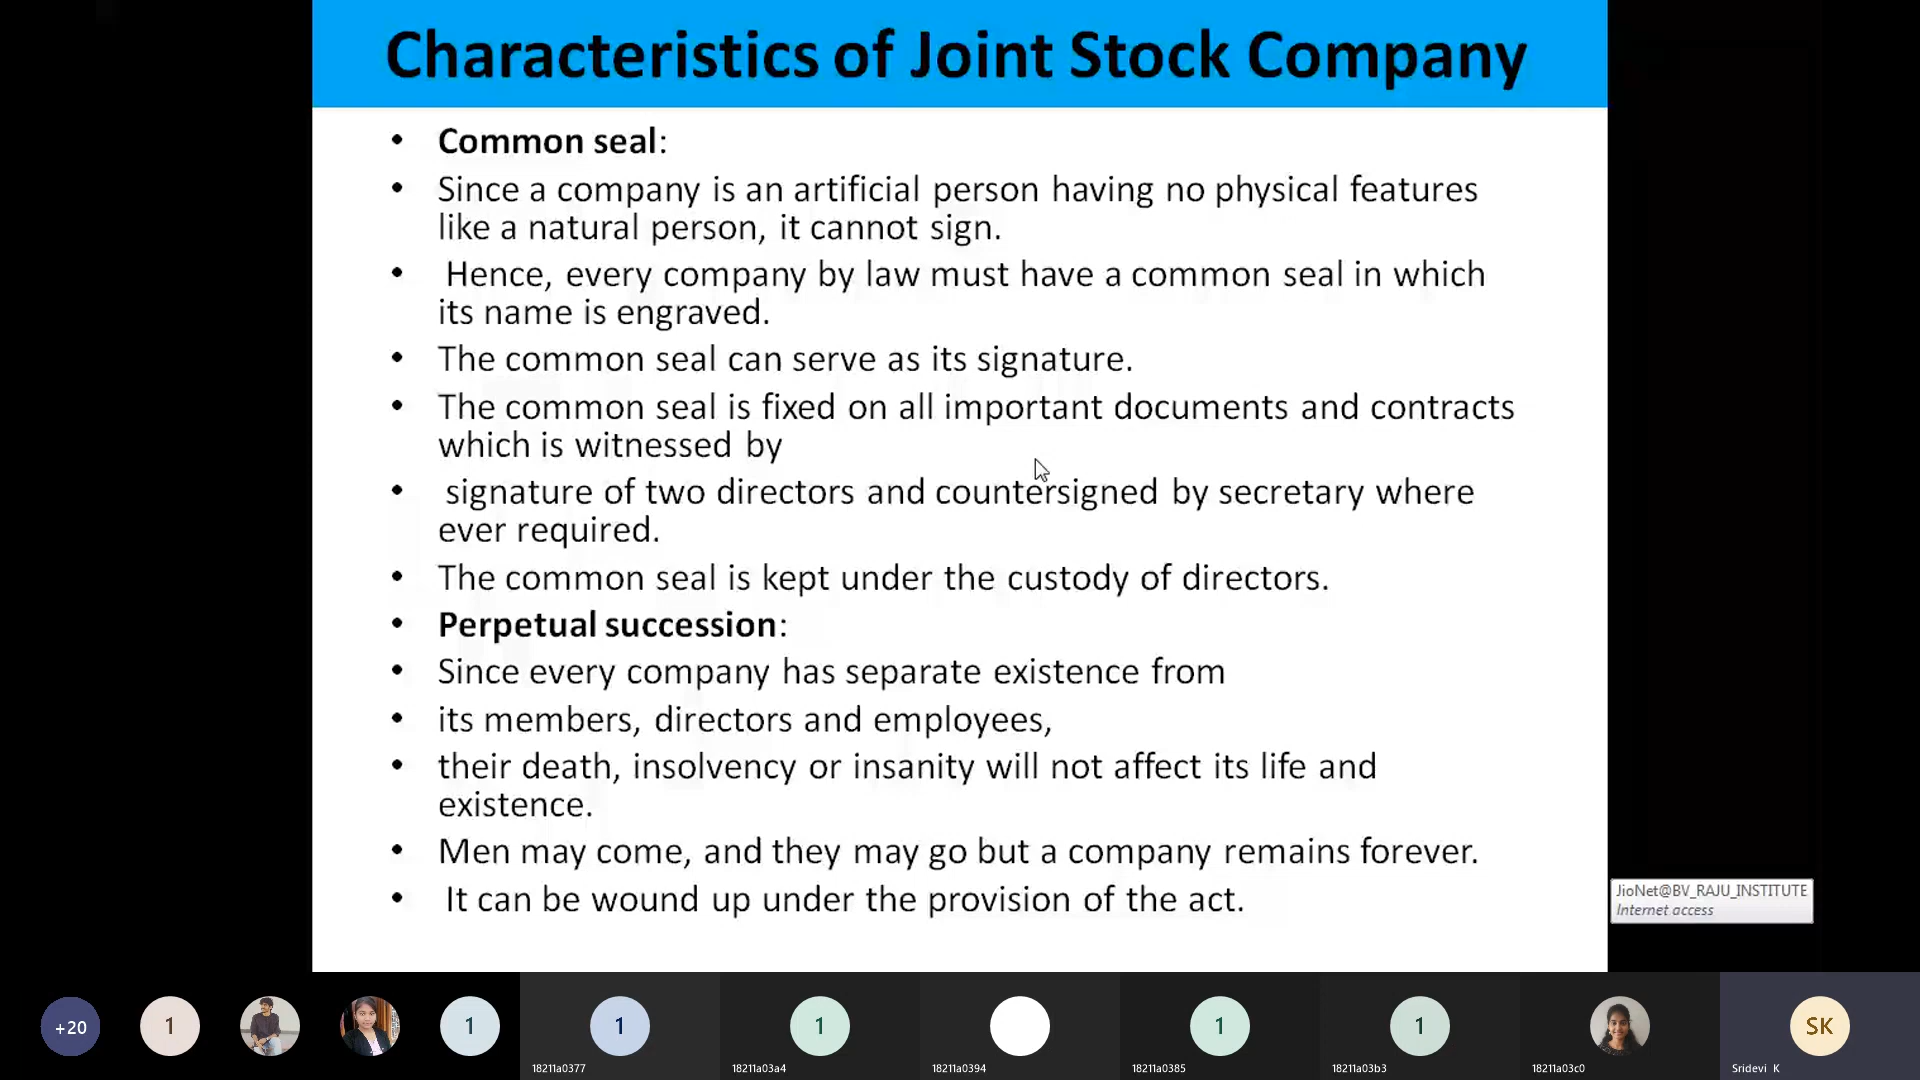 Characteristics of Joint Stock Company
• Common seal:
• Since a company is an artificial person having no physical features
like a natural person, it cannot sign.
• Hence, every company by law must have a common seal in which
its name is engraved.
• The common seal can serve as its signature.
• The common seal is fixed on all important documents and contracts
which is witnessed by
• signature of two directors and countersigned by secretary where
ever required.
• The common seal is kept under the custody of directors.
• Perpetual succession:
• Since every company has separate existence from
• its members, directors and employees,
• their death, insolvency or insanity will not affect its life and
existence.
• Men may come, and they may go but a company remains forever.
• It can be wound up under the provision of the act.
JioNet@BV_RAJU_INSTITUTE
Internet access
+20
1
1
1
18211a0377
1
18211a03a4
18211a0394
1
18211a0385
1
18211a03b3
18211a03c0
SK
Sridevi K